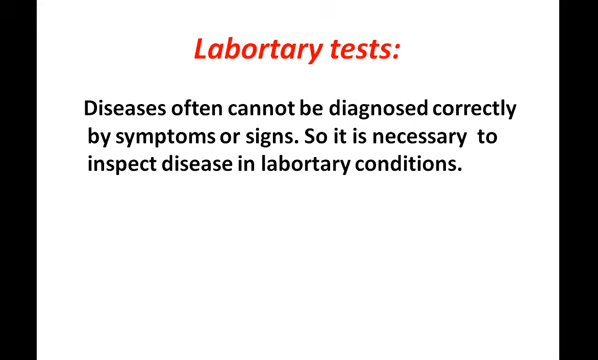 Labortary tests:
Diseases often cannot be diagnosed correctly
by symptoms or signs. So it is necessary to
inspect disease in labortary conditions.